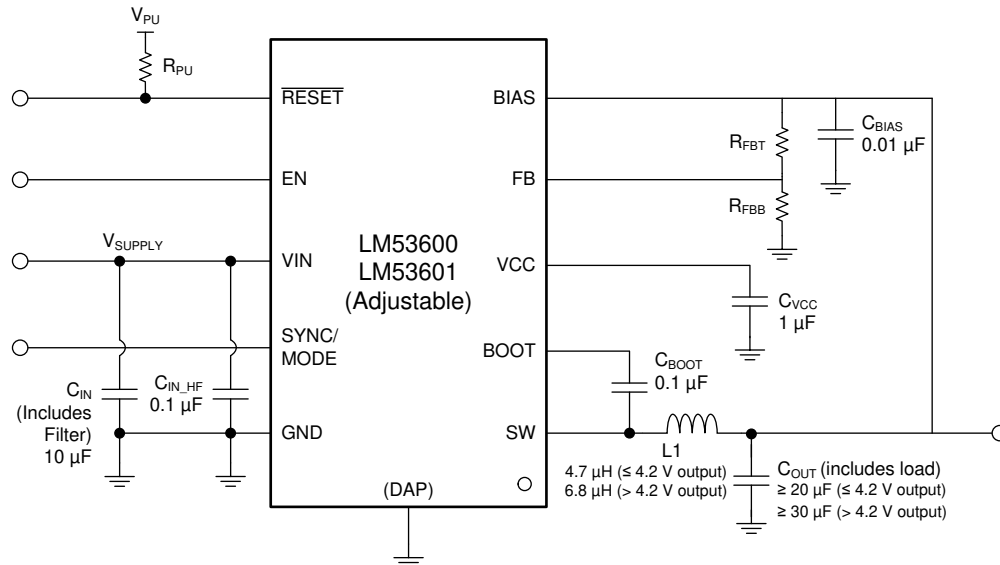 VPU
RPU
RESET
BIAS
CBIAS
0.01 µF
RFBT
EN
FB
RFBB
VSUPPLY
LM53600
LM53601
(Adjustable)
VIN
VCC
CVCC
1 µF
SYNC/
MODE
BOOT
CBOOT
0.1 µF
CIN
(Includes
Filter)
10 µF
CIN_HF
0.1 µF
GND
SW
L1
4.7 µH (≤ 4.2 V output)
6.8 µH (> 4.2 V output)
COUT (includes load)
≥ 20 µF (≤ 4.2 V output)
≥ 30 µF (> 4.2 V output)
(DAP)